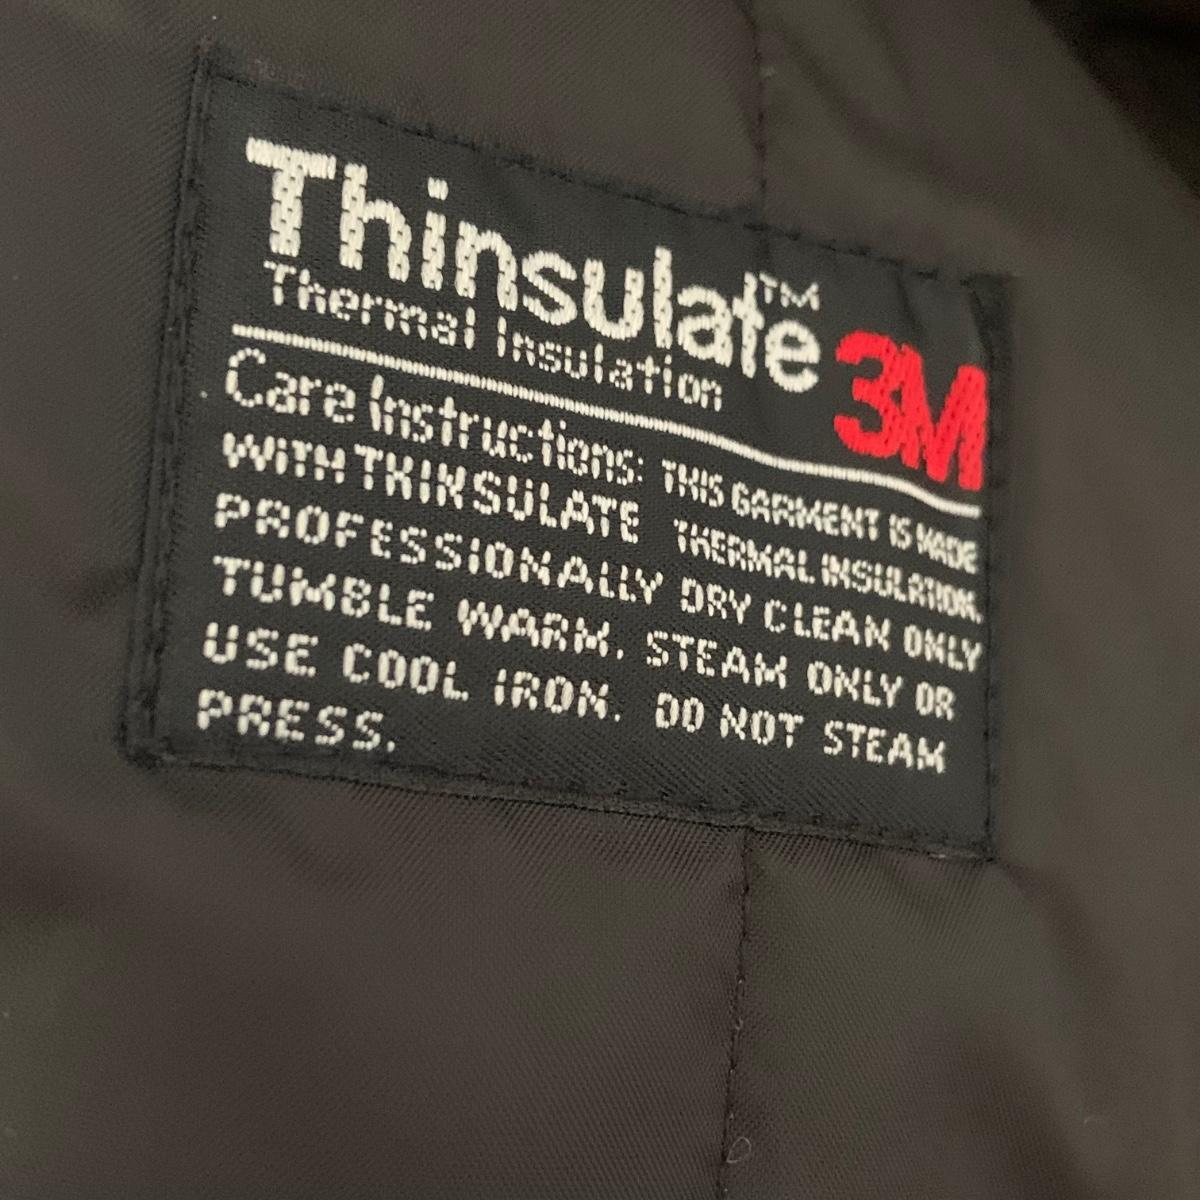 Thinsulate™ 3M
Thermal Insulation
Care Instructions: THIS GARMENT IS MADE
WITH THINSULATE THERMAL INSULATION.
PROFESSIONALLY DRY CLEAN ONLY
TUMBLE WARM. STEAM ONLY OR
USE COOL IRON. DO NOT STEAM
PRESS.